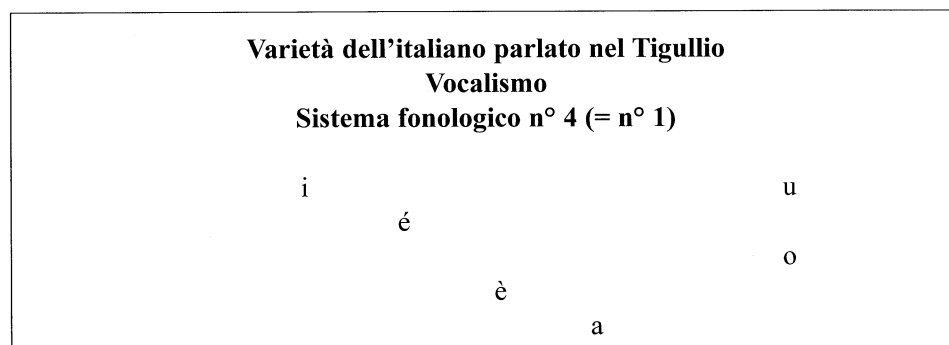 Varietà dell'italiano parlato nel Tigullio
Vocalismo
Sistema fonologico n° 4 (= n° 1)
i u
é
o
è
a